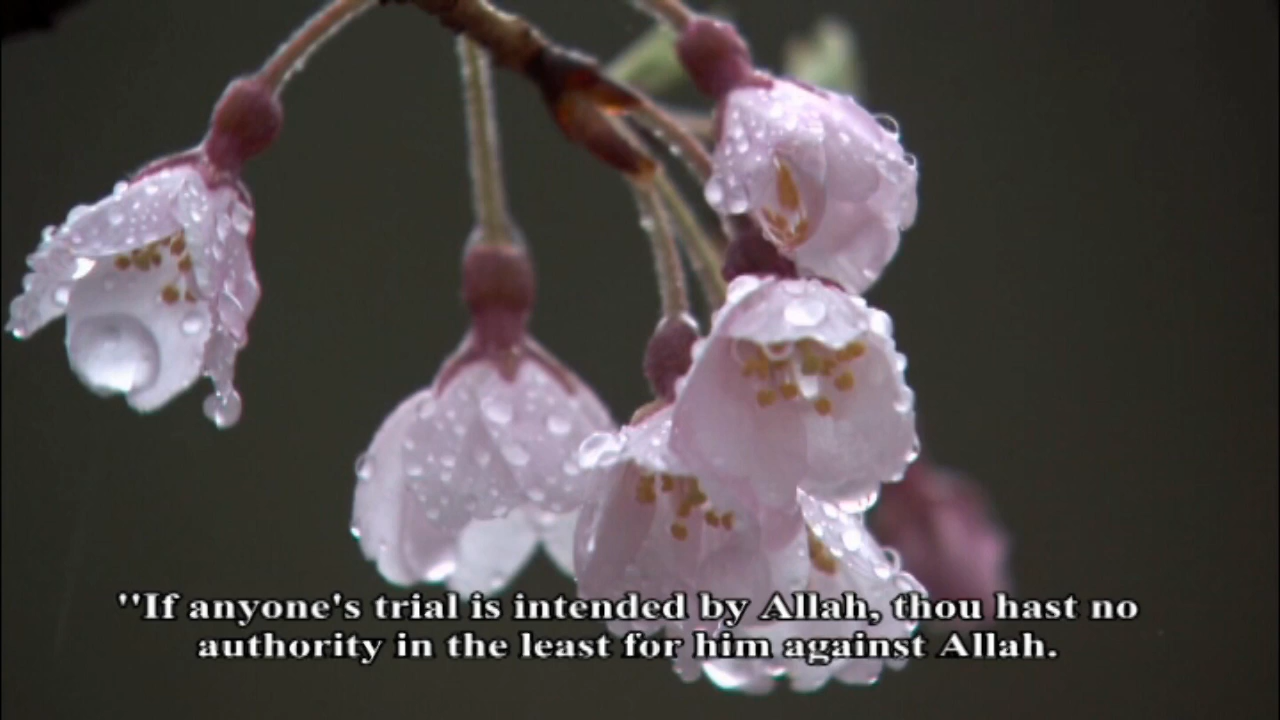 "If anyone's trial is intended by Allah, thou hast no
authority in the least for him against Allah.